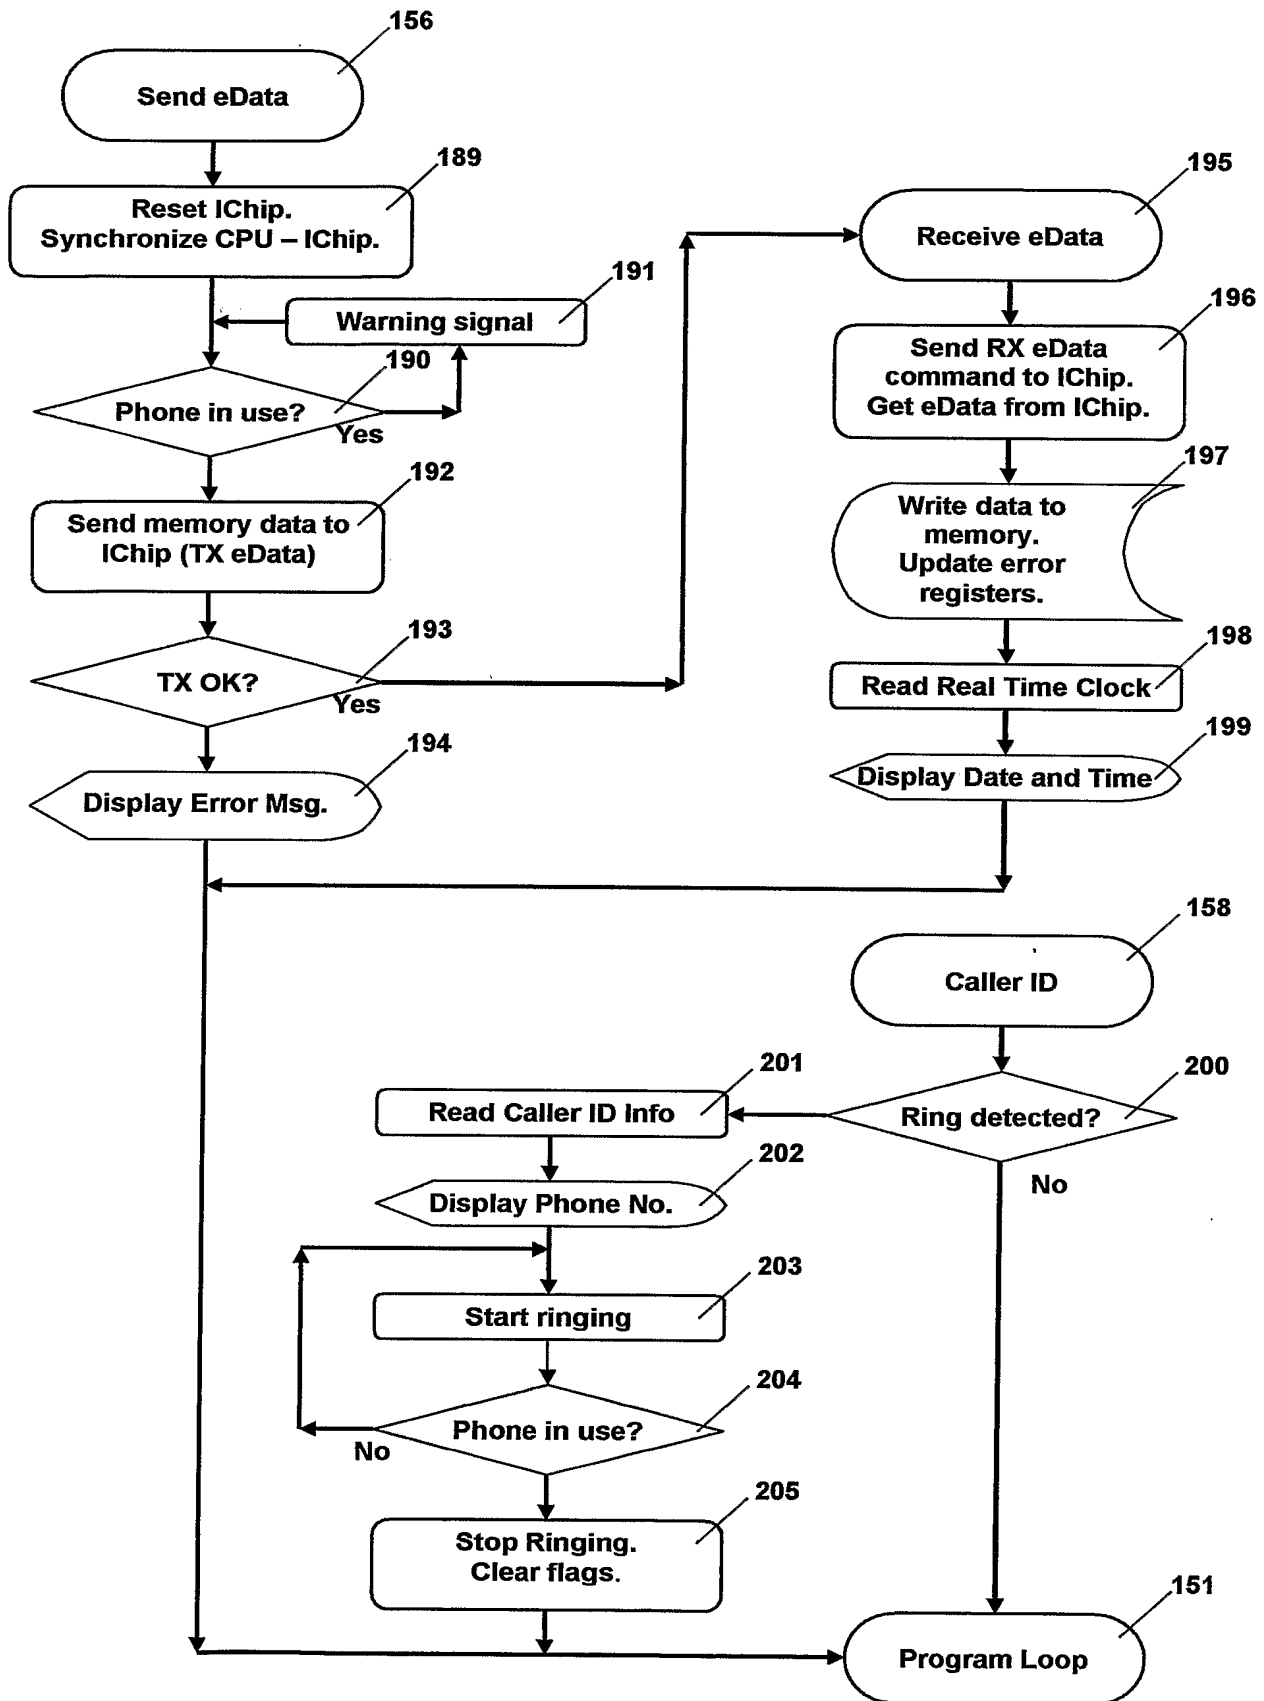 156
Send eData
189
Reset IChip.
Synchronize CPU – IChip.
191
Warning signal
190
Phone in use?
Yes
192
Send memory data to
IChip (TX eData)
193
TX OK?
Yes
194
Display Error Msg.
195
Receive eData
196
Send RX eData
command to IChip.
Get eData from IChip.
197
Write data to
memory.
Update error
registers.
198
Read Real Time Clock
199
Display Date and Time
158
Caller ID
200
Ring detected?
No
201
Read Caller ID Info
202
Display Phone No.
203
Start ringing
204
Phone in use?
No
205
Stop Ringing.
Clear flags.
151
Program Loop